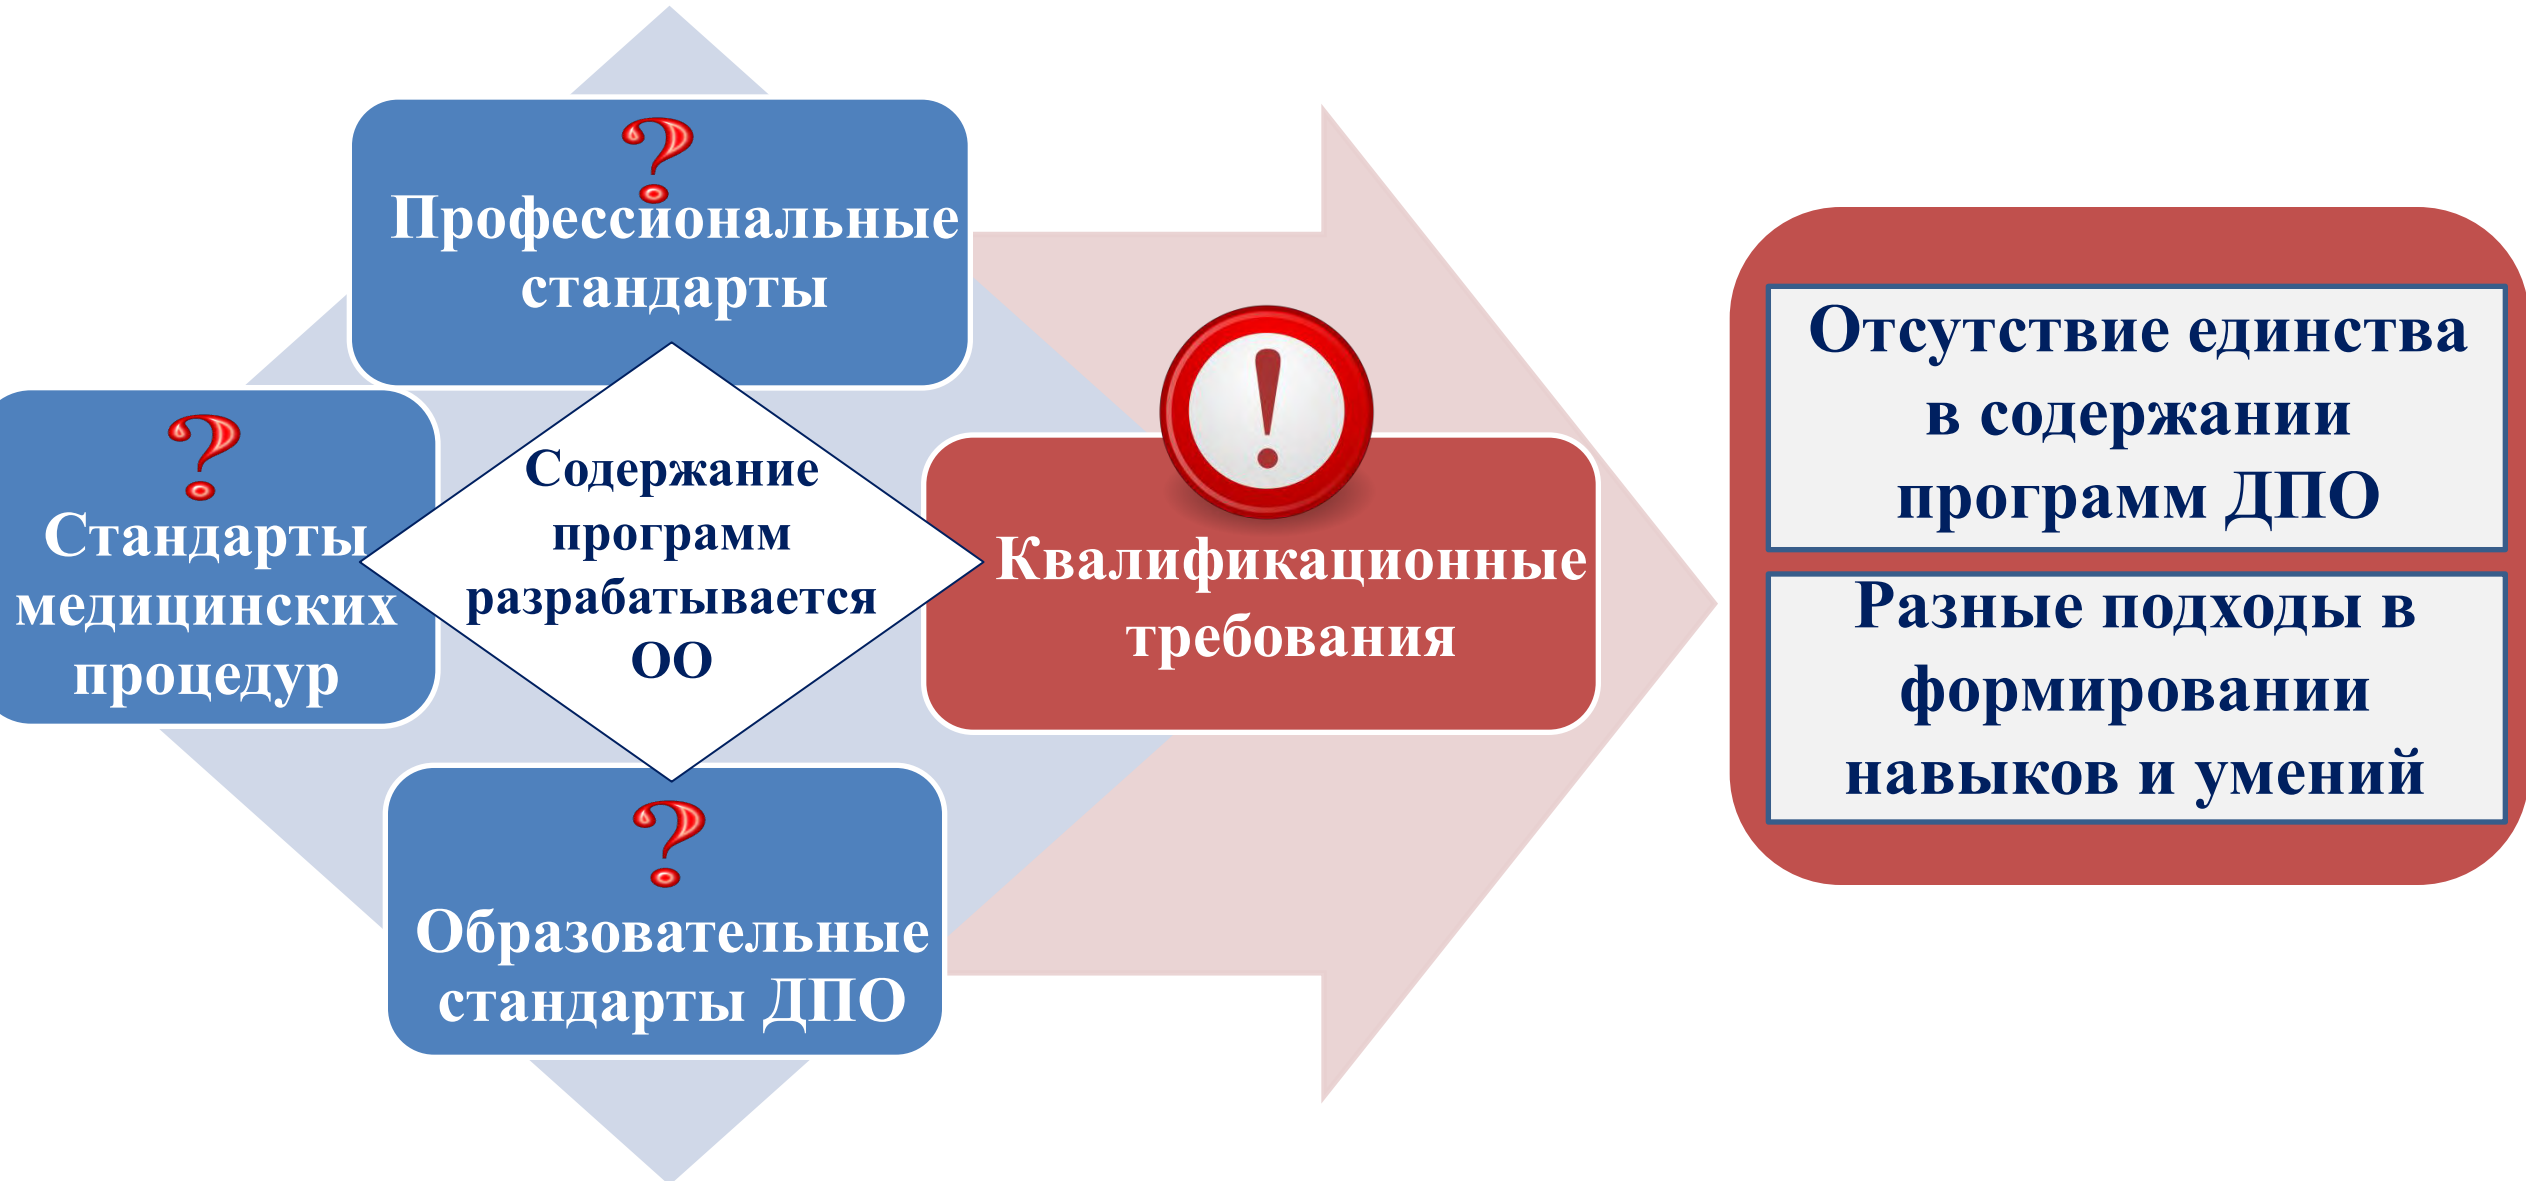 ?
Профессиональные
стандарты
?
Стандарты
медицинских
процедур
Содержание
программ
разрабатывается
ОО
!
Квалификационные
требования
?
Образовательные
стандарты ДПО
Отсутствие единства
в содержании
программ ДПО
Разные подходы в
формировании
навыков и умений